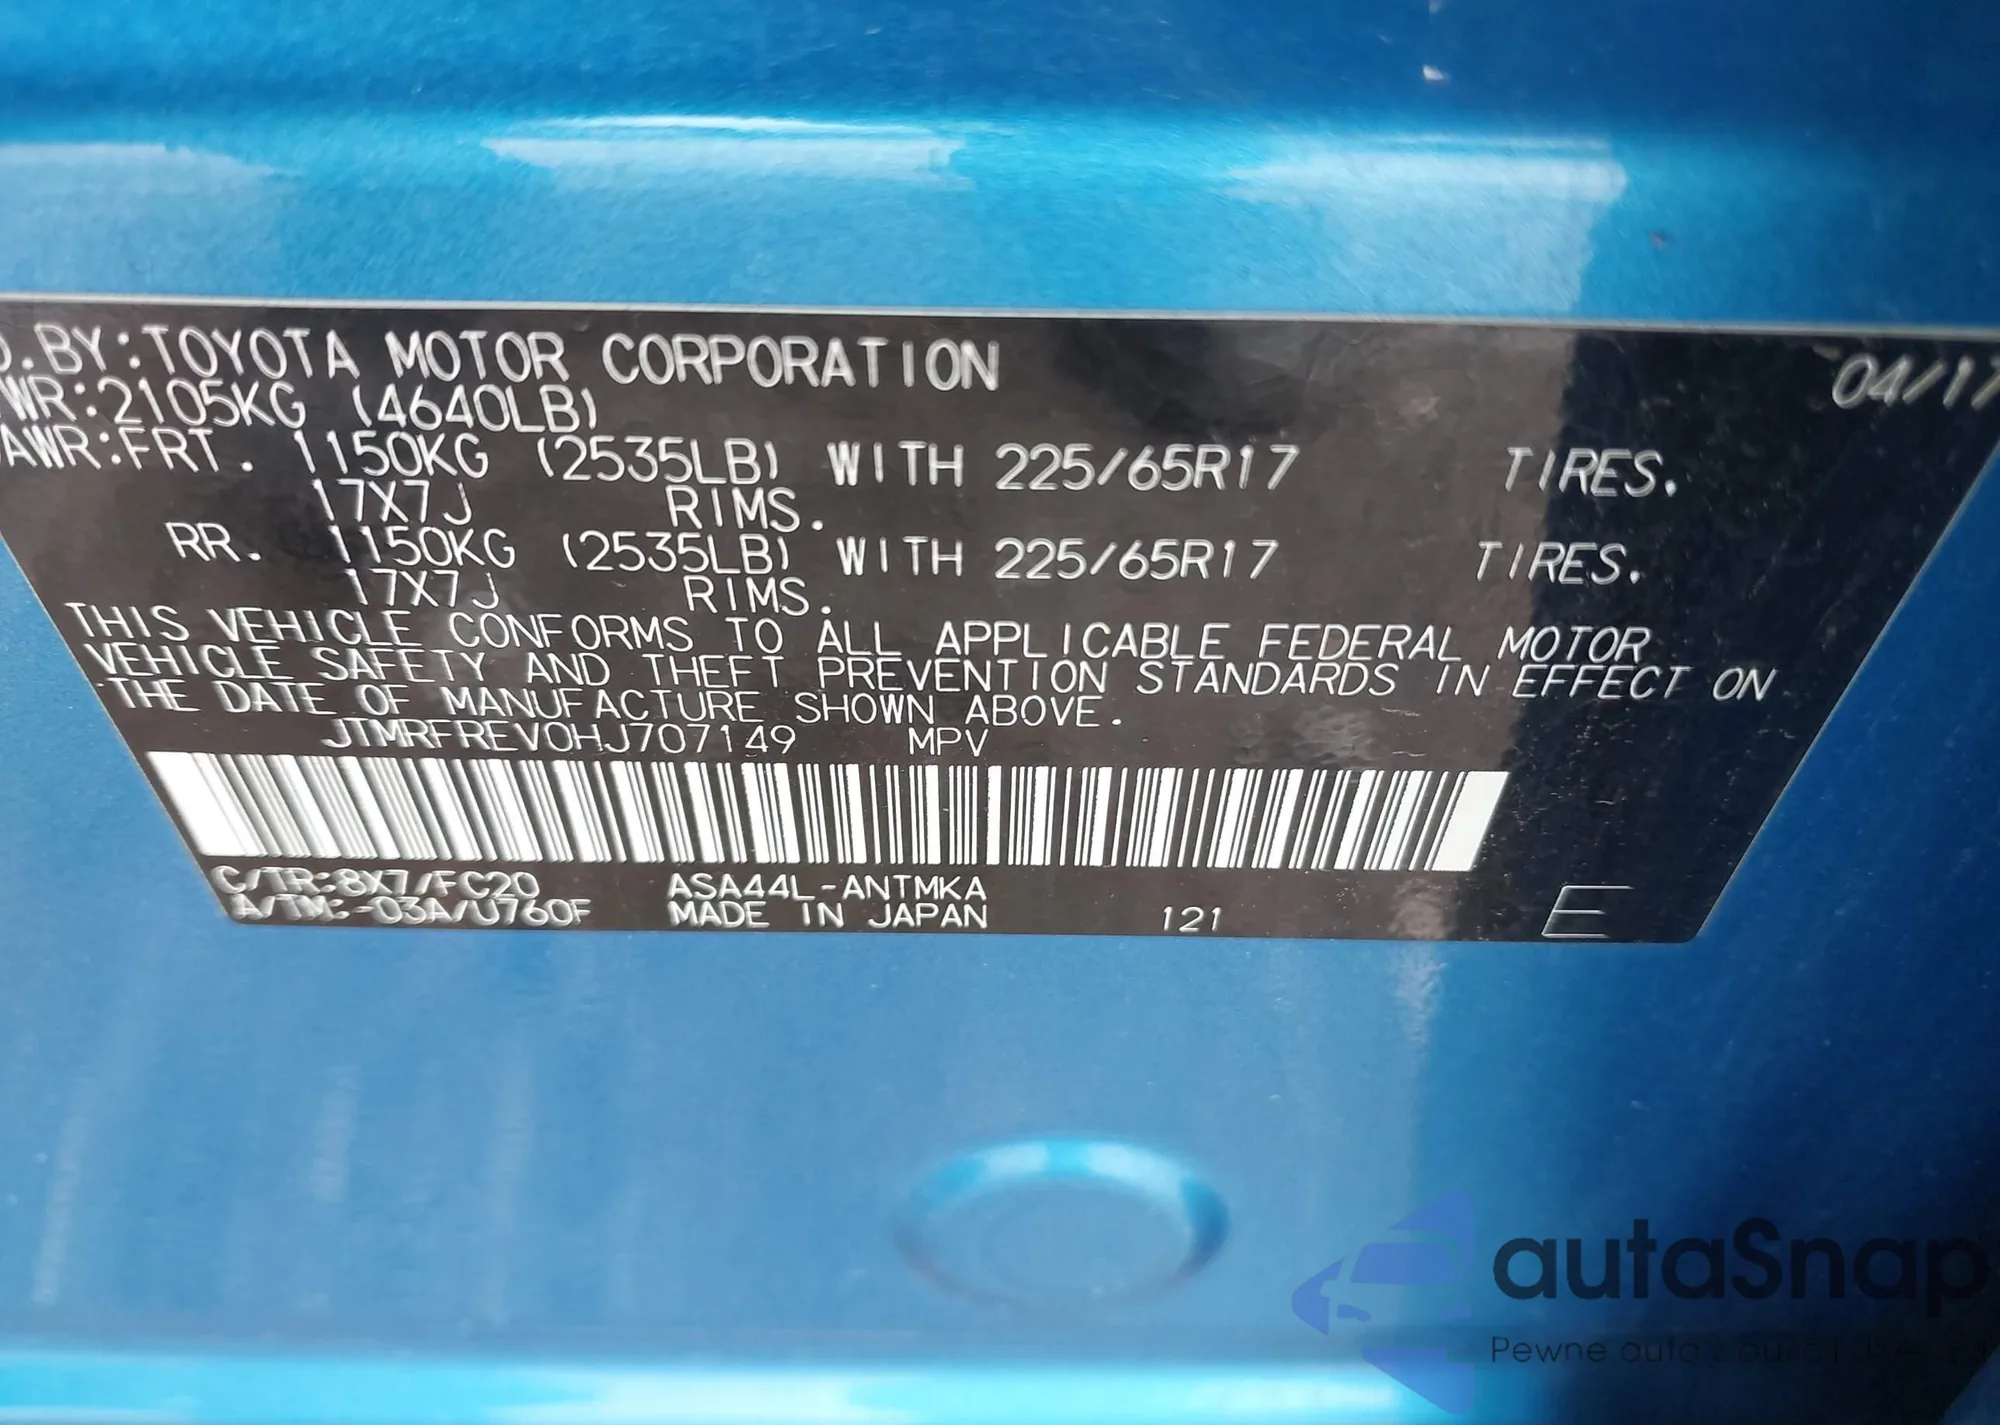 D.BY:TOYOTA MOTOR CORPORATION 04/17
WR:2105KG (4640LB)
AWR:FRT. 1150KG (2535LB) WITH 225/65R17 TIRES.
17X7J RIMS.
RR. 1150KG (2535LB) WITH 225/65R17 TIRES.
17X7J RIMS.
THIS VEHICLE CONFORMS TO ALL APPLICABLE FEDERAL MOTOR
VEHICLE SAFETY AND THEFT PREVENTION STANDARDS IN EFFECT ON
THE DATE OF MANUFACTURE SHOWN ABOVE.
JTMRFREV0HJ707149 MPV
C/TR:8X7/FC20 ASA44L-ANTMKA
A/TM:-03A/U760F MADE IN JAPAN 121 E
autaSnap
Pewne auta z